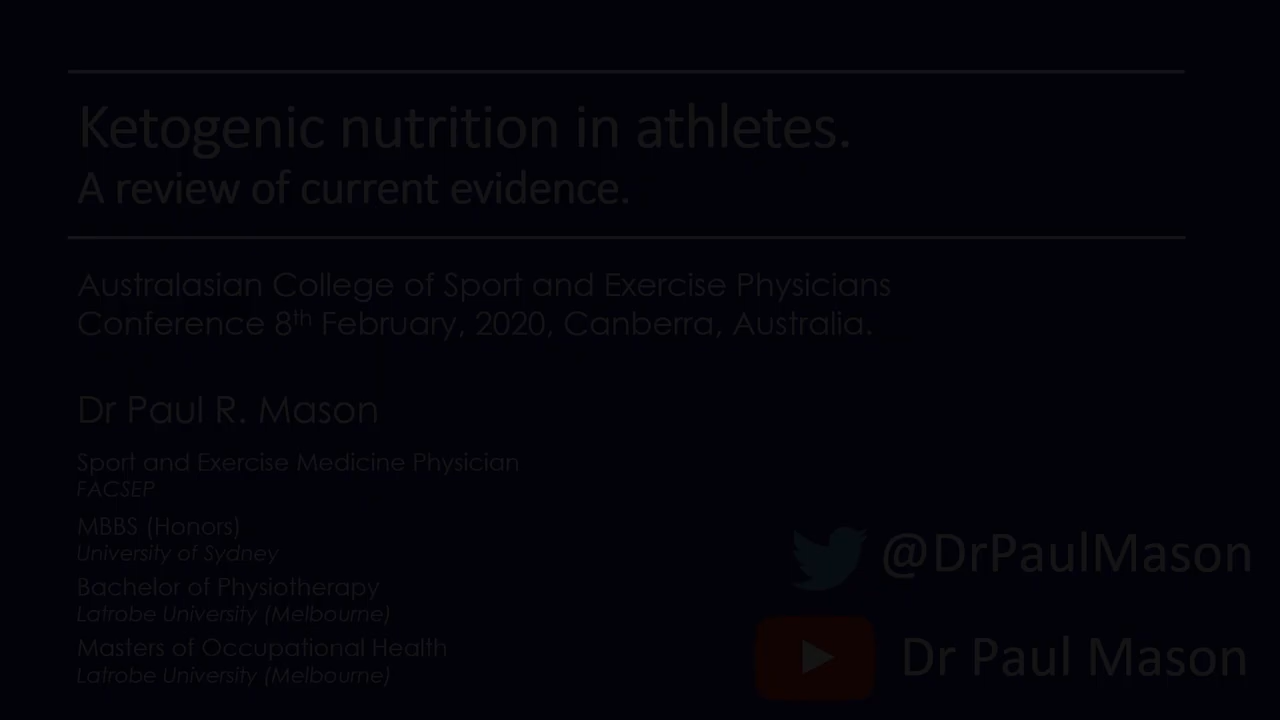 Ketogenic nutrition in athletes.
A review of current evidence.
Australasian College of Sport and Exercise Physicians
Conference 8th February, 2020, Canberra, Australia.
Dr Paul R. Mason
Sport and Exercise Medicine Physician
FACSEP
MBBS (Honors)
University of Sydney
Bachelor of Physiotherapy
Latrobe University (Melbourne)
Masters of Occupational Health
Latrobe University (Melbourne)
@DrPaulMason
Dr Paul Mason